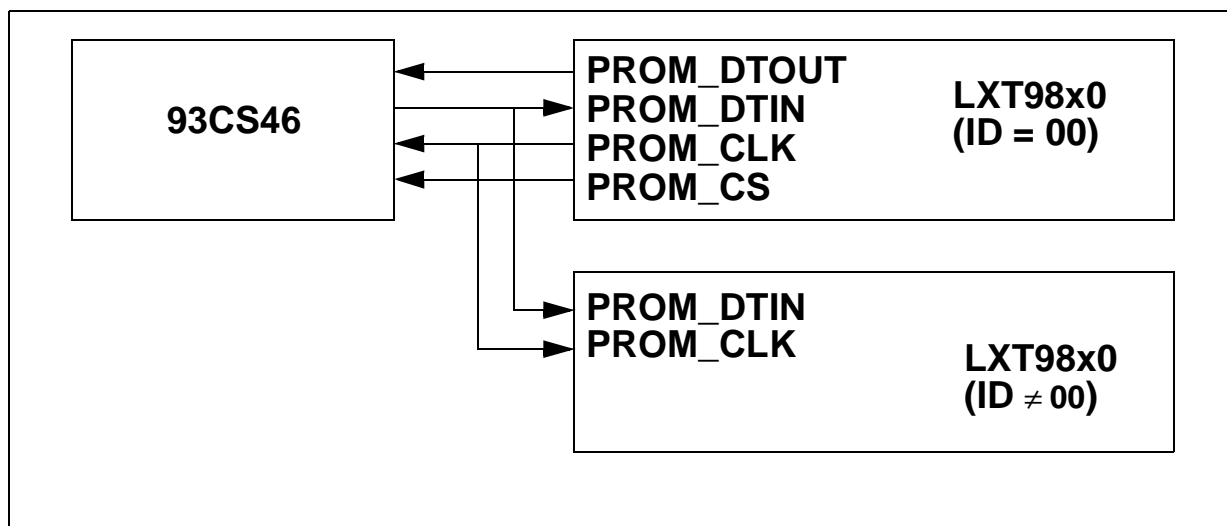 93CS46
PROM_DTOUT
PROM_DTIN
PROM_CLK
PROM_CS
LXT98x0
(ID = 00)
PROM_DTIN
PROM_CLK
LXT98x0
(ID ≠ 00)